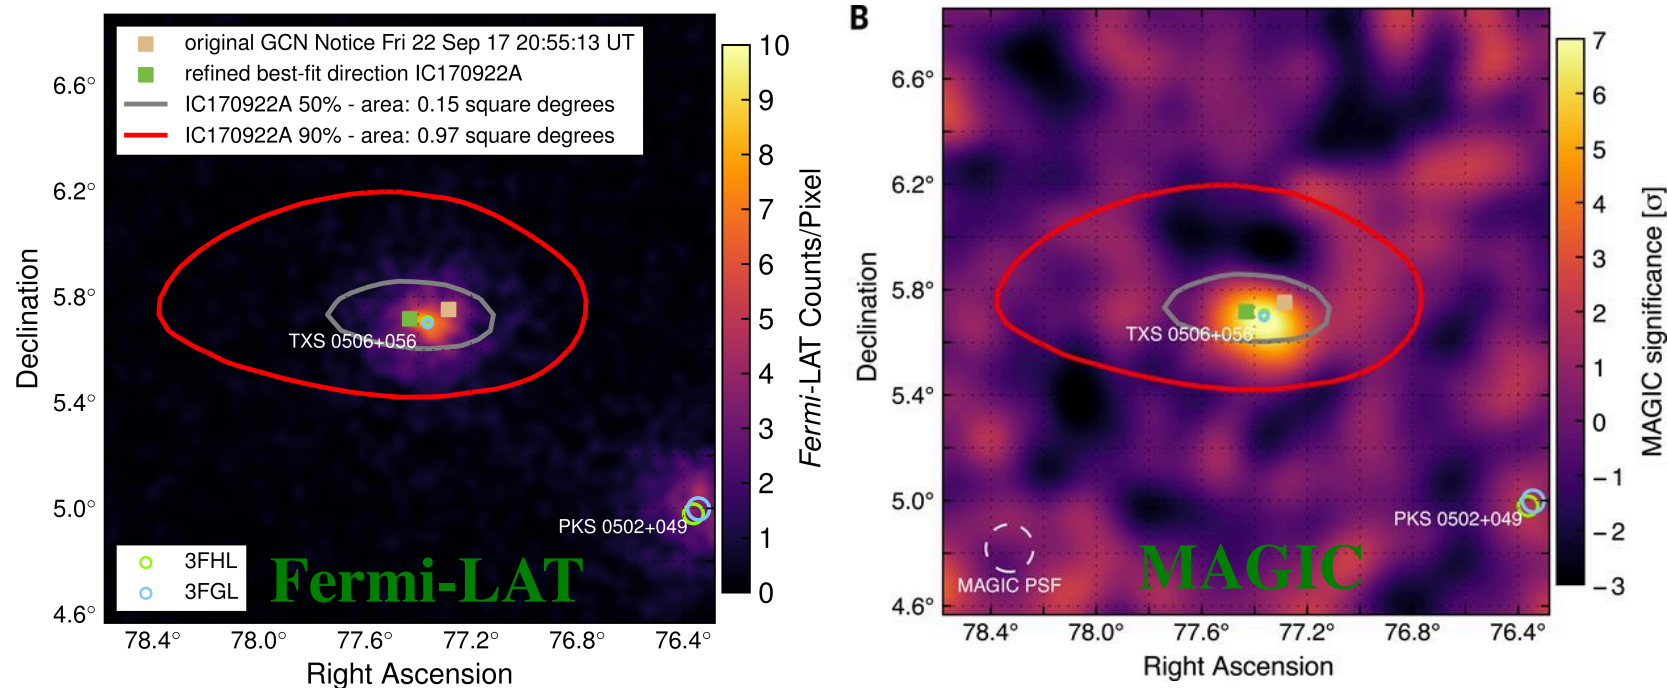 original GCN Notice Fri 22 Sep 17 20:55:13 UT
refined best-fit direction IC170922A
IC170922A 50% - area: 0.15 square degrees
IC170922A 90% - area: 0.97 square degrees
6.6°
6.2°
5.8°
5.4°
5.0°
4.6°
Declination
TXS 0506+056
PKS 0502+049
3FHL
3FGL
Fermi-LAT
78.4°
78.0°
77.6°
77.2°
76.8°
76.4°
Right Ascension
10
9
8
7
6
5
4
3
2
1
0
Fermi-LAT Counts/Pixel
B
6.6°
6.2°
5.8°
5.4°
5.0°
4.6°
Declination
TXS 0506+056
PKS 0502+049
MAGIC PSF
MAGIC
78.4°
78.0°
77.6°
77.2°
76.8°
76.4°
Right Ascension
7
6
5
4
3
2
1
0
−1
−2
−3
MAGIC significance [σ]